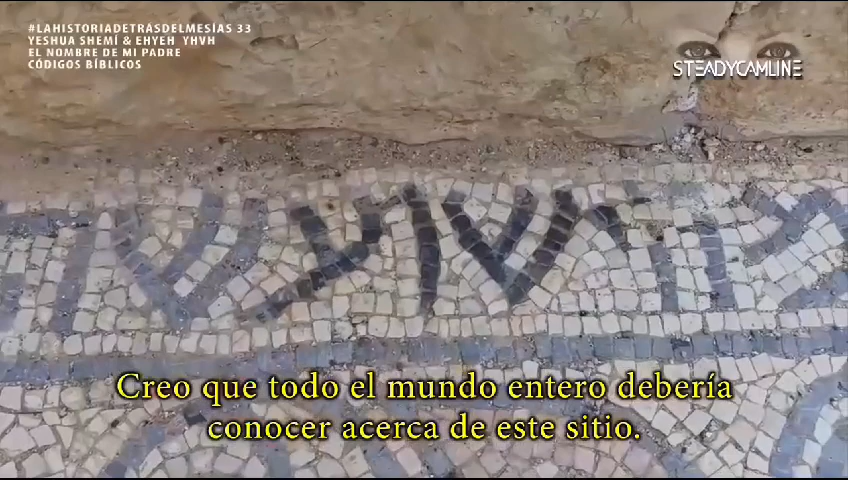 #LAHISTORIADETRÁSDELMESÍAS 33
YESHUA SHEMÍ & EHYEH YHVH
EL NOMBRE DE MI PADRE
CÓDIGOS BÍBLICOS
STEADYCAMLINE
ישוע
Creo que todo el mundo entero debería
conocer acerca de este sitio.